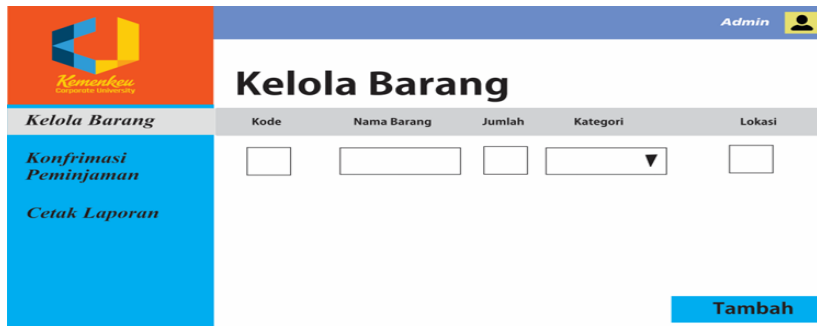 Admin
Kemenkeu
Corporate University
Kelola Barang
Kelola Barang
Kode Nama Barang Jumlah Kategori Lokasi
Konfrimasi
Peminjaman
Cetak Laporan
Tambah